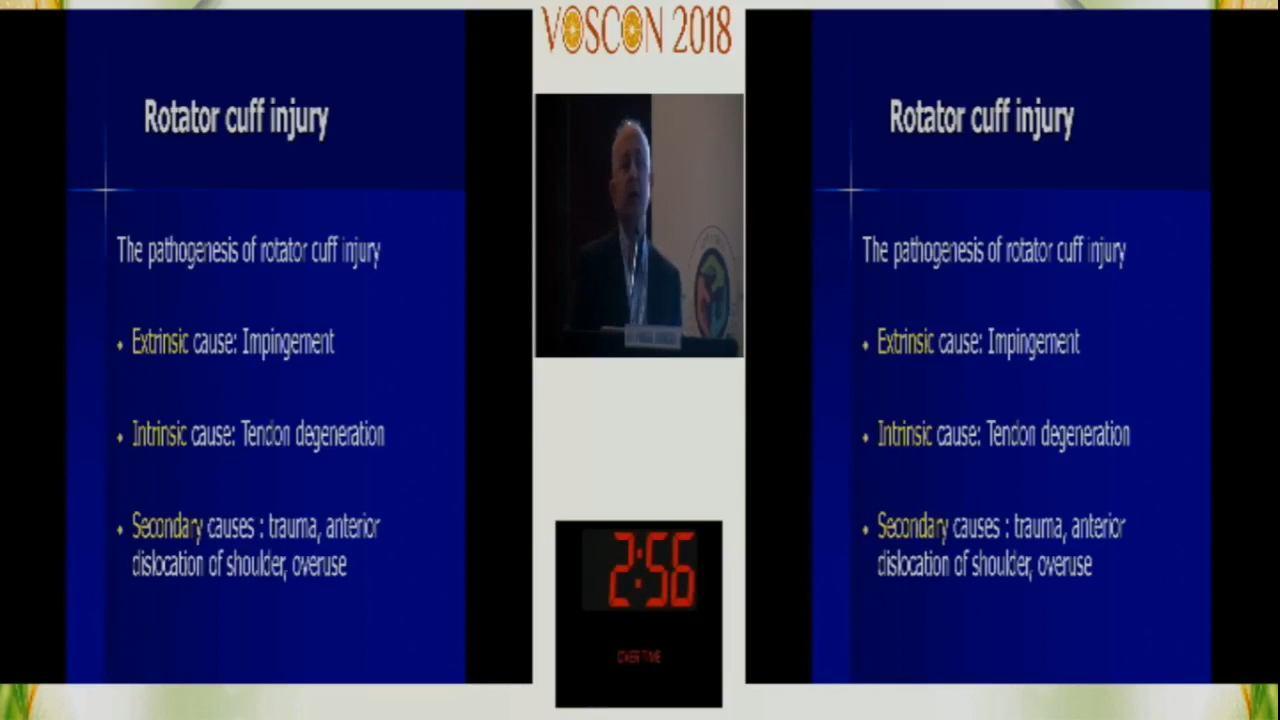 VOSCON 2018
Rotator cuff injury
The pathogenesis of rotator cuff injury
Extrinsic cause: Impingement
Intrinsic cause: Tendon degeneration
Secondary causes : trauma, anterior
dislocation of shoulder, overuse
2:56
OVER TIME
Rotator cuff injury
The pathogenesis of rotator cuff injury
Extrinsic cause: Impingement
Intrinsic cause: Tendon degeneration
Secondary causes : trauma, anterior
dislocation of shoulder, overuse